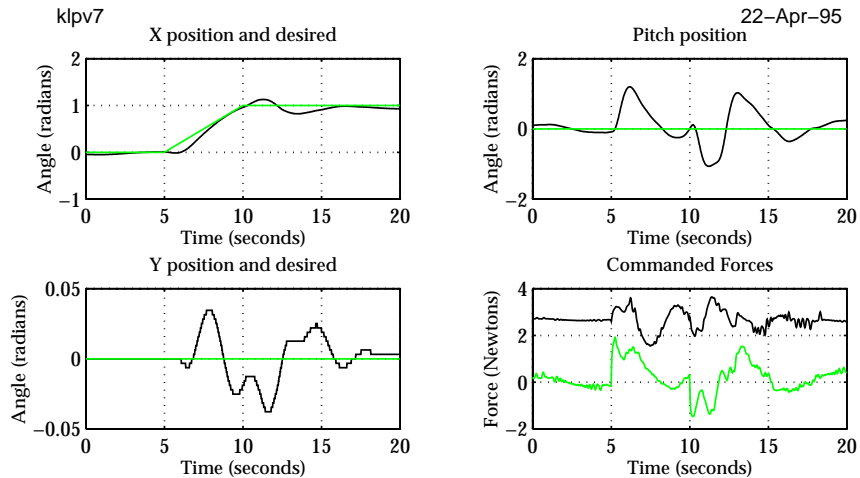 klpv7
22-Apr-95
X position and desired
2
1
0
-1
Angle (radians)
0
5
10
15
20
Time (seconds)
Pitch position
2
0
-2
Angle (radians)
0
5
10
15
20
Time (seconds)
Y position and desired
0.05
0
-0.05
Angle (radians)
0
5
10
15
20
Time (seconds)
Commanded Forces
4
2
0
-2
Force (Newtons)
0
5
10
15
20
Time (seconds)